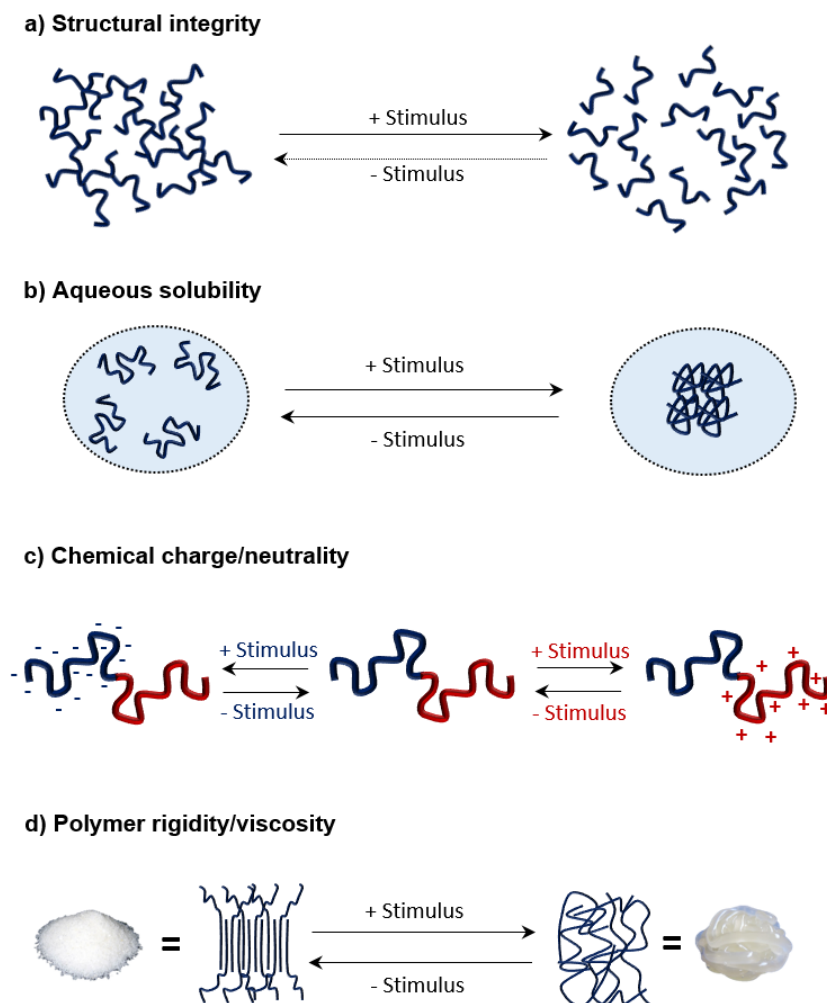 a) Structural integrity
+ Stimulus
- Stimulus
b) Aqueous solubility
+ Stimulus
- Stimulus
c) Chemical charge/neutrality
+ Stimulus
+ Stimulus
- Stimulus
- Stimulus
d) Polymer rigidity/viscosity
+ Stimulus
= =
- Stimulus